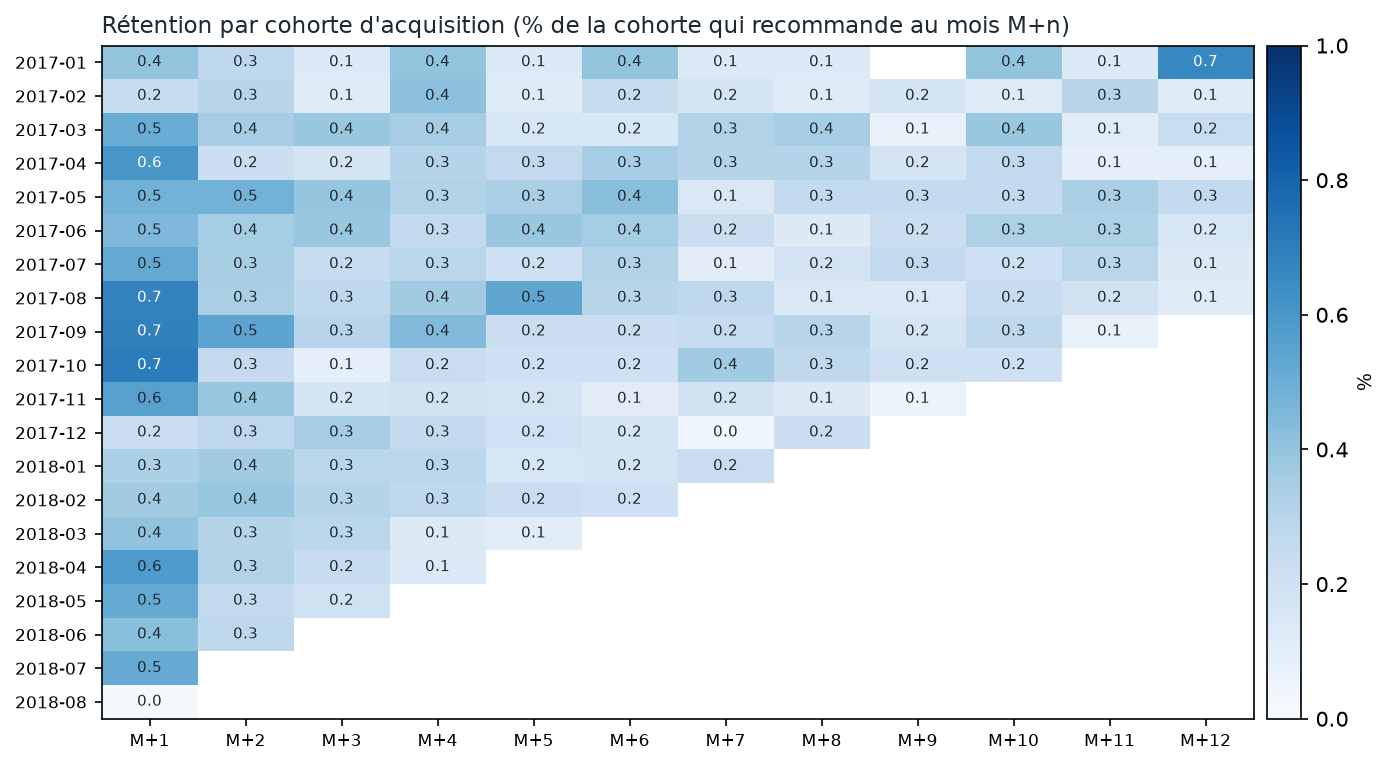 Rétention par cohorte d'acquisition (% de la cohorte qui recommande au mois M+n)
2017-01 0.4 0.3 0.1 0.4 0.1 0.4 0.1 0.1 0.4 0.1 0.7
2017-02 0.2 0.3 0.1 0.4 0.1 0.2 0.2 0.1 0.2 0.1 0.3 0.1
2017-03 0.5 0.4 0.4 0.4 0.2 0.2 0.3 0.4 0.1 0.4 0.1 0.2
2017-04 0.6 0.2 0.2 0.3 0.3 0.3 0.3 0.3 0.2 0.3 0.1 0.1
2017-05 0.5 0.5 0.4 0.3 0.3 0.4 0.1 0.3 0.3 0.3 0.3 0.3
2017-06 0.5 0.4 0.4 0.3 0.4 0.4 0.2 0.1 0.2 0.3 0.3 0.2
2017-07 0.5 0.3 0.2 0.3 0.2 0.3 0.1 0.2 0.3 0.2 0.3 0.1
2017-08 0.7 0.3 0.3 0.4 0.5 0.3 0.3 0.1 0.1 0.2 0.2 0.1
2017-09 0.7 0.5 0.3 0.4 0.2 0.2 0.2 0.3 0.2 0.3 0.1
2017-10 0.7 0.3 0.1 0.2 0.2 0.2 0.4 0.3 0.2 0.2
2017-11 0.6 0.4 0.2 0.2 0.2 0.1 0.2 0.1 0.1
2017-12 0.2 0.3 0.3 0.3 0.2 0.2 0.0 0.2
2018-01 0.3 0.4 0.3 0.3 0.2 0.2 0.2
2018-02 0.4 0.4 0.3 0.3 0.2 0.2
2018-03 0.4 0.3 0.3 0.1 0.1
2018-04 0.6 0.3 0.2 0.1
2018-05 0.5 0.3 0.2
2018-06 0.4 0.3
2018-07 0.5
2018-08 0.0
M+1 M+2 M+3 M+4 M+5 M+6 M+7 M+8 M+9 M+10 M+11 M+12
1.0
0.8
0.6
0.4
0.2
0.0
%